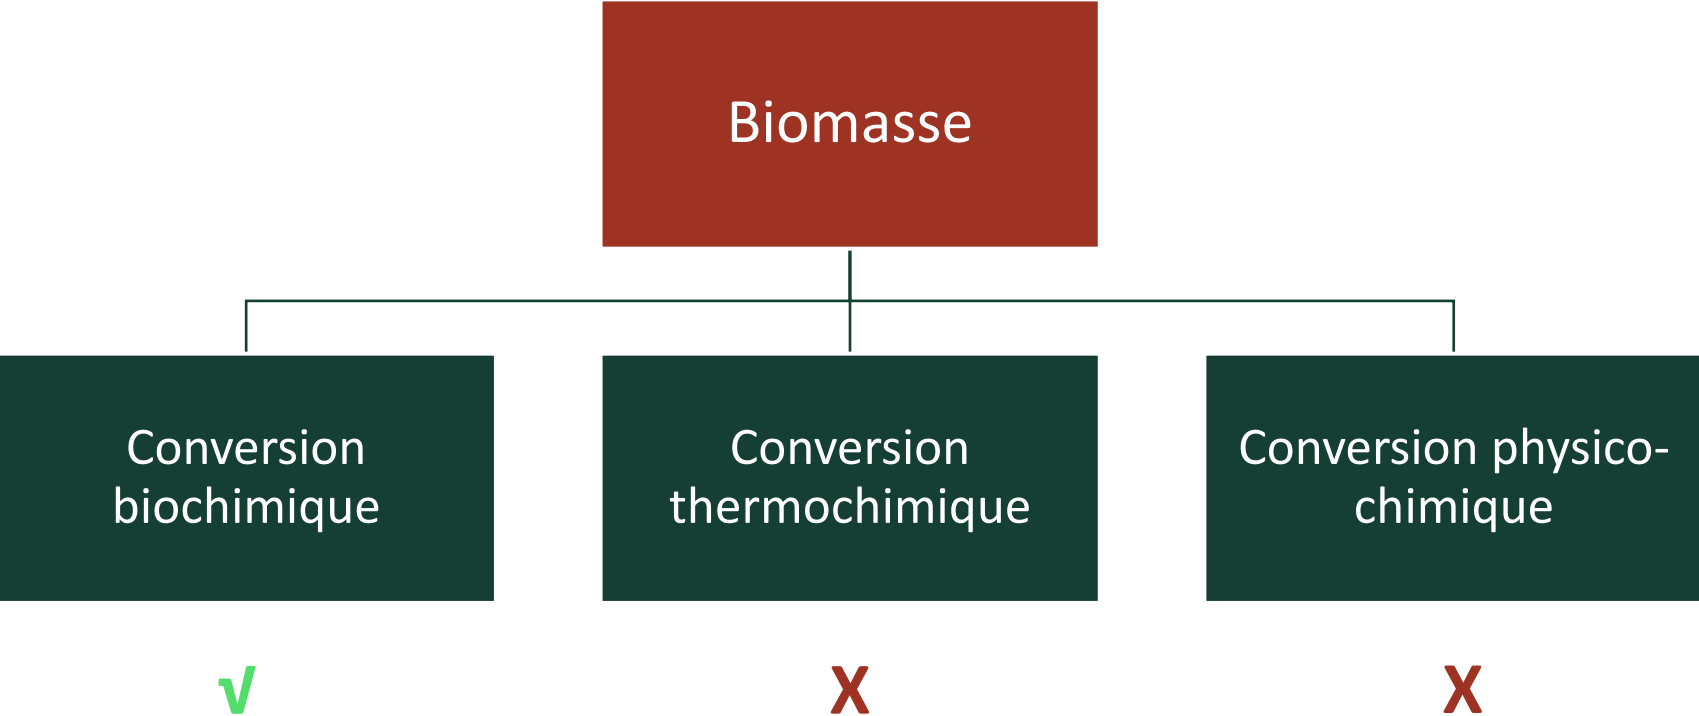 Biomasse
Conversion
biochimique
Conversion
thermochimique
Conversion physico-
chimique
√
X
X